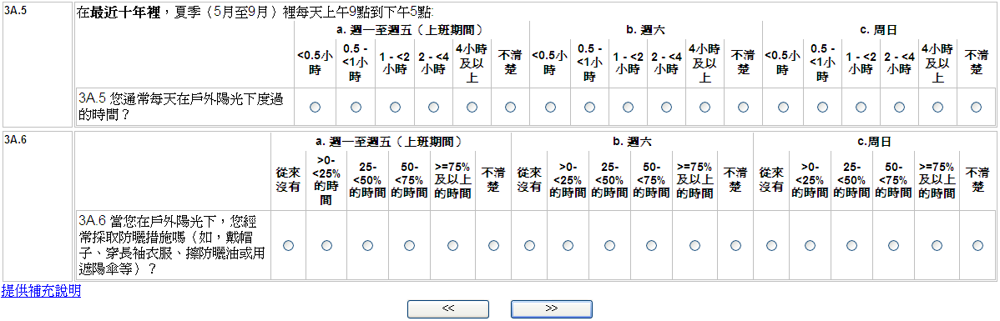 3A.5
在最近十年裡，夏季（5月至9月）裡每天上午9點到下午5點:
a. 週一至週五（上班期間） b. 週六 c. 周日
<0.5小時 0.5 - <1小時 1 - <2小時 2 - <4小時 4小時及以上 不清楚 <0.5小時 0.5 - <1小時 1 - <2小時 2 - <4小時 4小時及以上 不清楚 <0.5小時 0.5 - <1小時 1 - <2小時 2 - <4小時 4小時及以上 不清楚
3A.5 您通常每天在戶外陽光下度過
的時間？
3A.6
a. 週一至週五（上班期間） b. 週六 c.周日
從來沒有 >0-<25%的時間 25-<50%的時間 50-<75%的時間 >=75%及以上的時間 不清楚 從來沒有 >0-<25%的時間 25-<50%的時間 50-<75%的時間 >=75%及以上的時間 不清楚 從來沒有 >0-<25%的時間 25-<50%的時間 50-<75%的時間 >=75%及以上的時間 不清楚
3A.6 當您在戶外陽光下，您經
常採取防曬措施嗎（如，戴帽
子、穿長袖衣服、擦防曬油或用
遮陽傘等）？
提供補充說明
<< >>